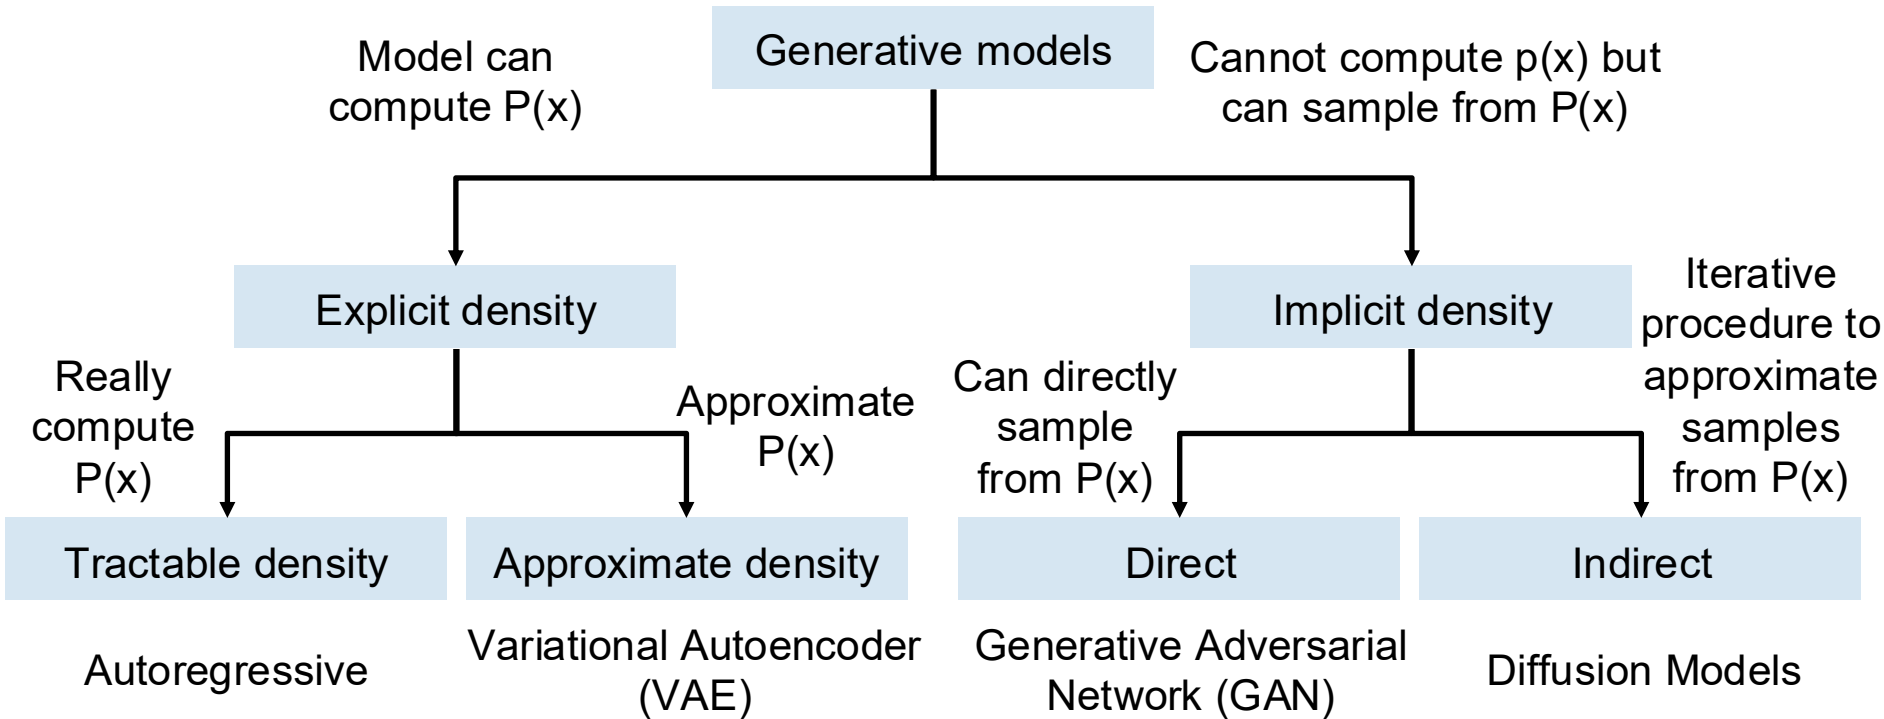 Generative models
Model can
compute P(x)
Cannot compute p(x) but
can sample from P(x)
Explicit density
Implicit density
Really
compute
P(x)
Approximate
P(x)
Can directly
sample
from P(x)
Iterative
procedure to
approximate
samples
from P(x)
Tractable density
Approximate density
Direct
Indirect
Autoregressive
Variational Autoencoder
(VAE)
Generative Adversarial
Network (GAN)
Diffusion Models